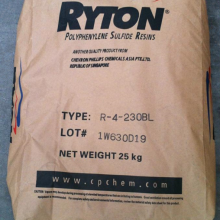 RYTON
POLYPHENYLENE SULFIDE RESINS
ANOTHER QUALITY PRODUCT FROM
CHEVRON PHILLIPS CHEMICALS ASIA PTE.LTD.
REPUBLIC OF SINGAPORE
TYPE: R-4-230BL
LOT# 1W630D19
NET WEIGHT 25 kg
www.cpchem.com